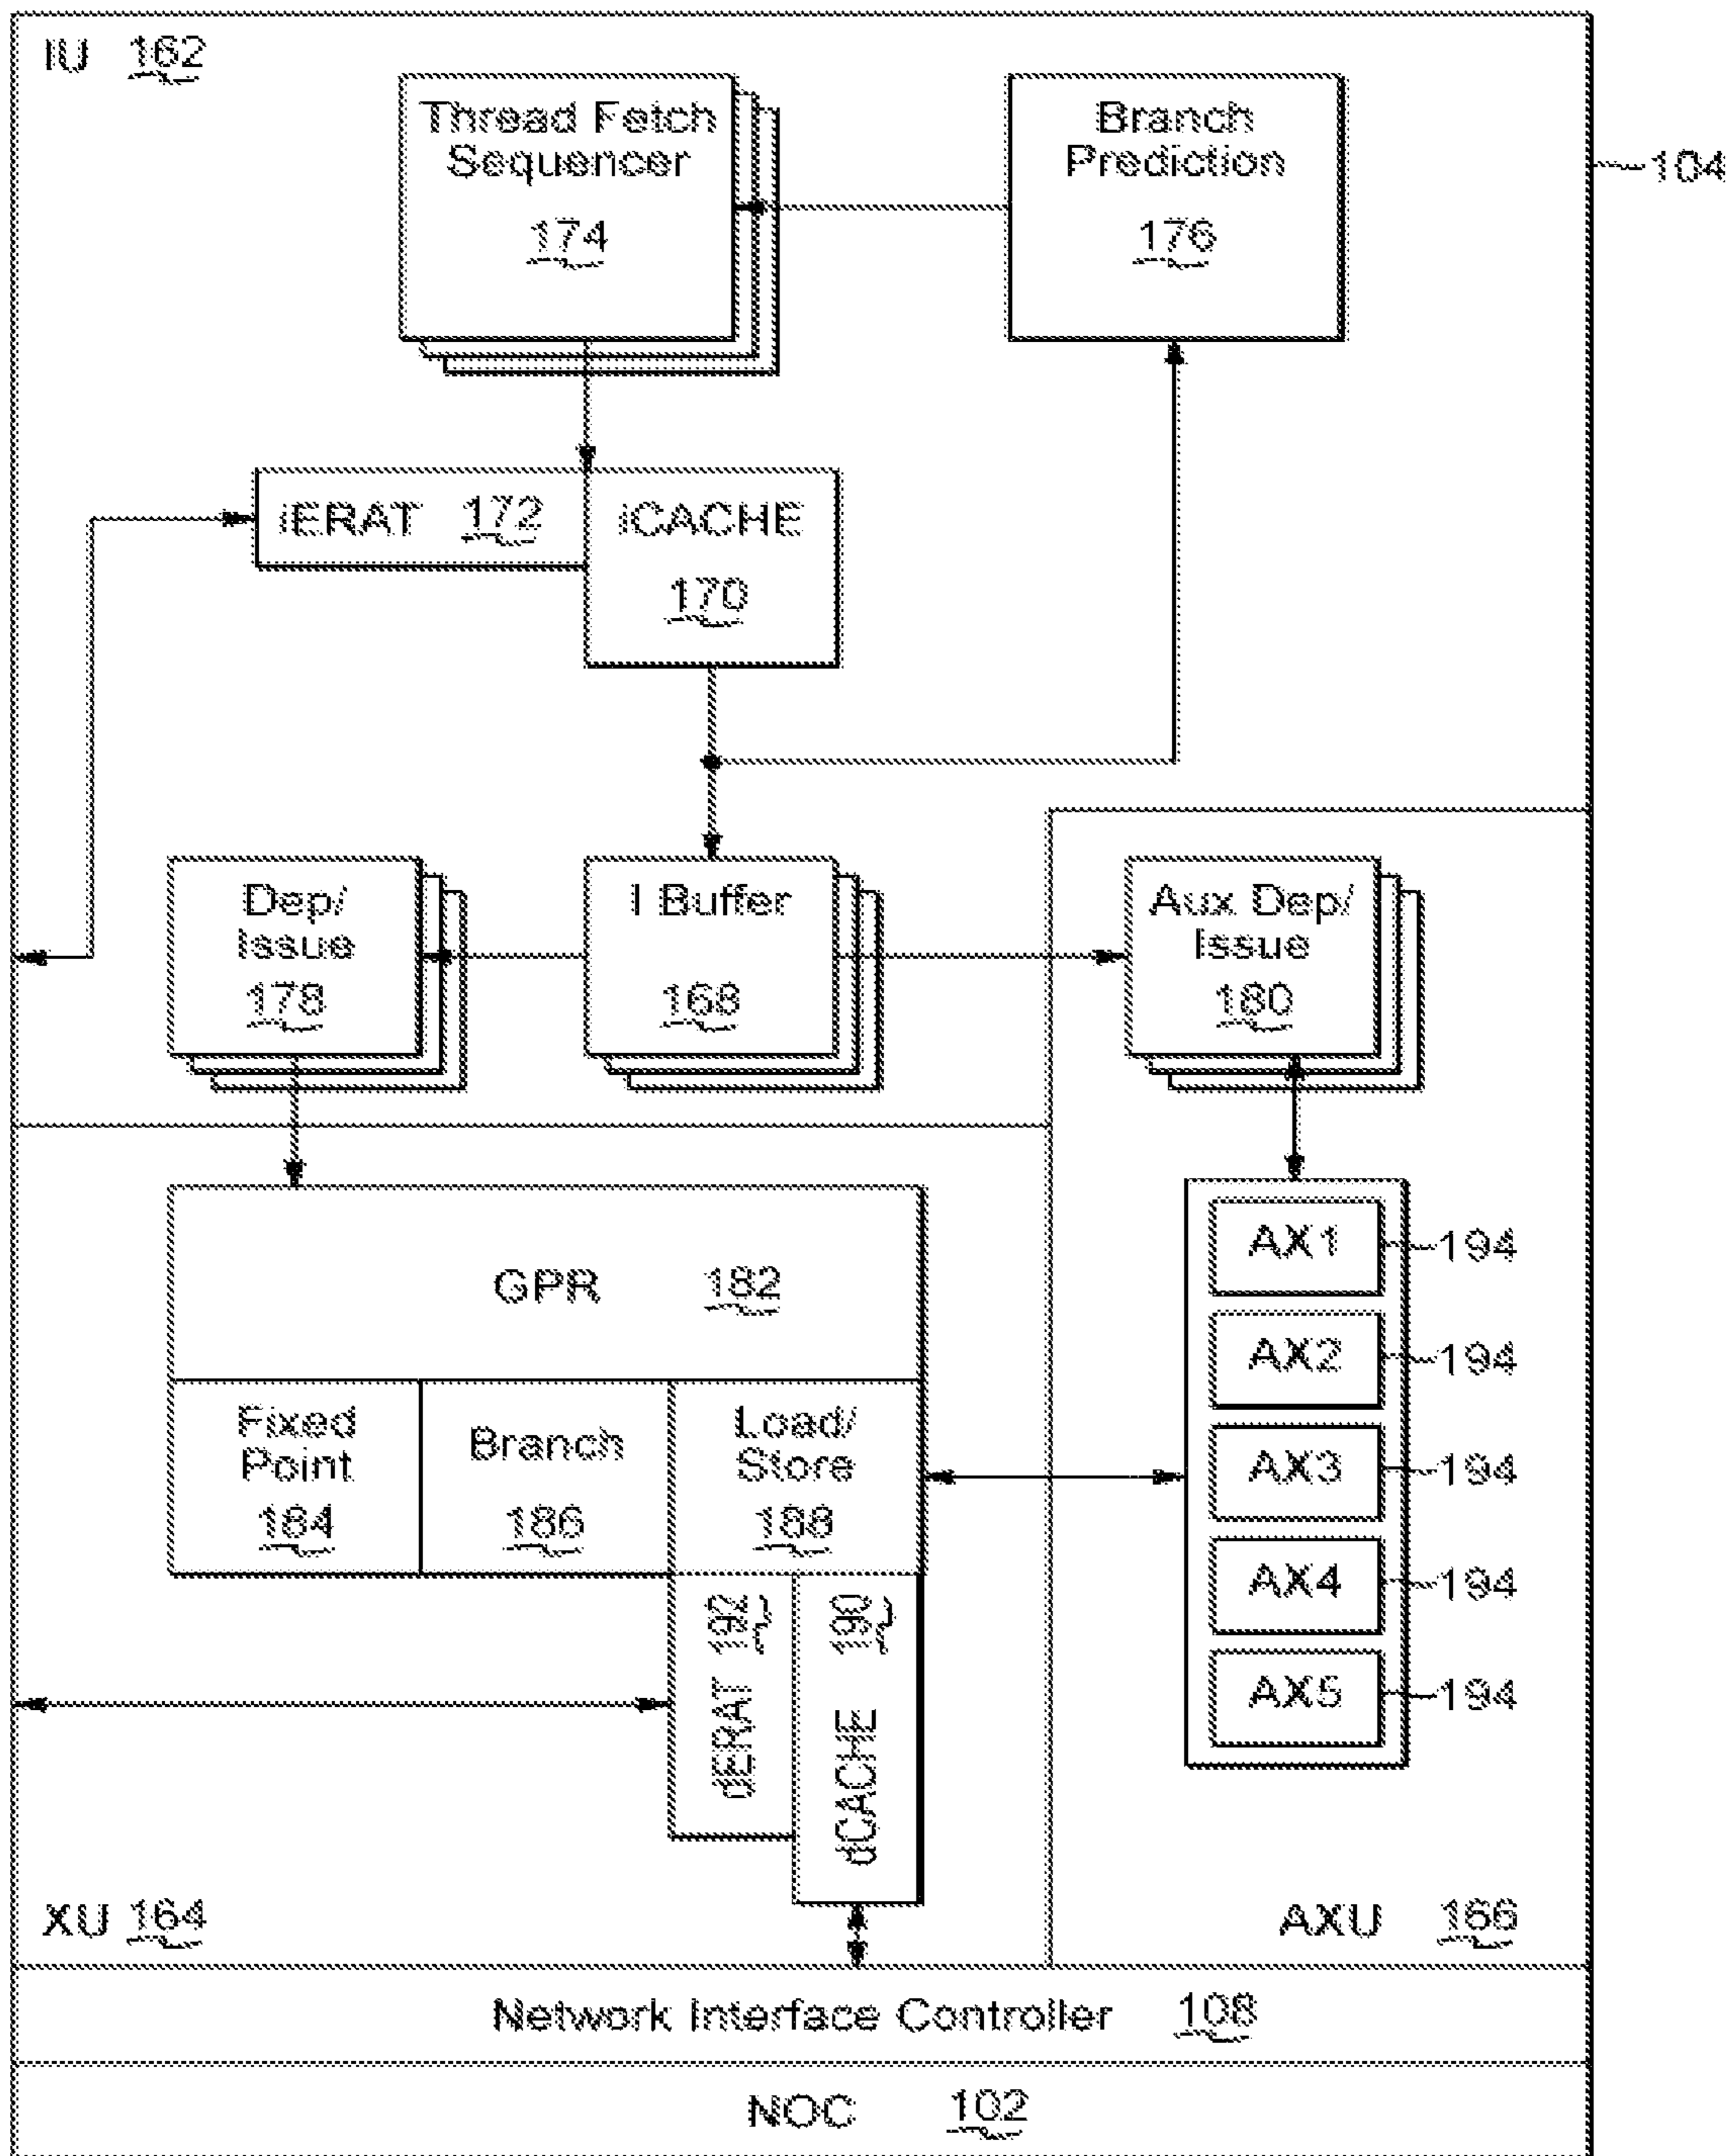 IU 162
Thread Fetch
Sequencer
174
Branch
Prediction
176
104
iERAT 172
iCACHE
170
Dep/
Issue
178
I Buffer
168
Aux Dep/
Issue
180
GPR 182
Fixed
Point
184
Branch
186
Load/
Store
188
dERAT 192
dCACHE 190
AX1 194
AX2 194
AX3 194
AX4 194
AX5 194
XU 164
AXU 166
Network Interface Controller 108
NOC 102